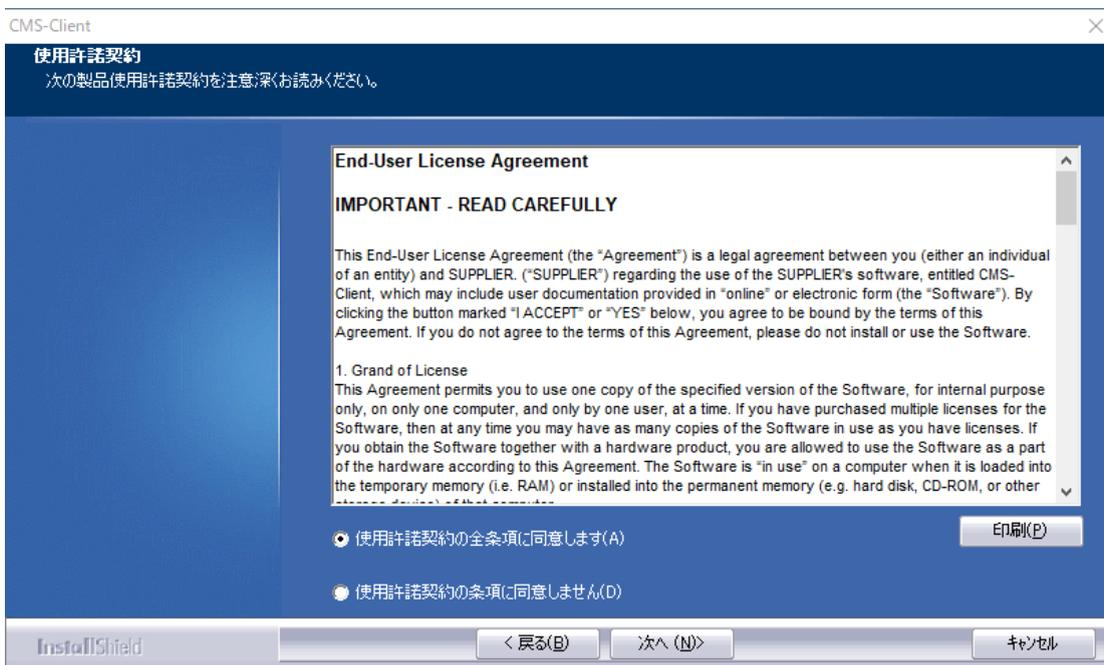 CMS-Client
使用許諾契約
次の製品使用許諾契約を注意深くお読みください。
End-User License Agreement
IMPORTANT - READ CAREFULLY
This End-User License Agreement (the “Agreement”) is a legal agreement between you (either an individual
of an entity) and SUPPLIER. (“SUPPLIER”) regarding the use of the SUPPLIER's software, entitled CMS-
Client, which may include user documentation provided in “online” or electronic form (the “Software”). By
clicking the button marked “I ACCEPT” or “YES” below, you agree to be bound by the terms of this
Agreement. If you do not agree to the terms of this Agreement, please do not install or use the Software.
1. Grand of License
This Agreement permits you to use one copy of the specified version of the Software, for internal purpose
only, on only one computer, and only by one user, at a time. If you have purchased multiple licenses for the
Software, then at any time you may have as many copies of the Software in use as you have licenses. If
you obtain the Software together with a hardware product, you are allowed to use the Software as a part
of the hardware according to this Agreement. The Software is “in use” on a computer when it is loaded into
the temporary memory (i.e. RAM) or installed into the permanent memory (e.g. hard disk, CD-ROM, or other
storage device) of that computer
使用許諾契約の全条項に同意します(A)
印刷(P)
使用許諾契約の条項に同意しません(D)
InstallShield
< 戻る(B)
次へ (N)>
キャンセル